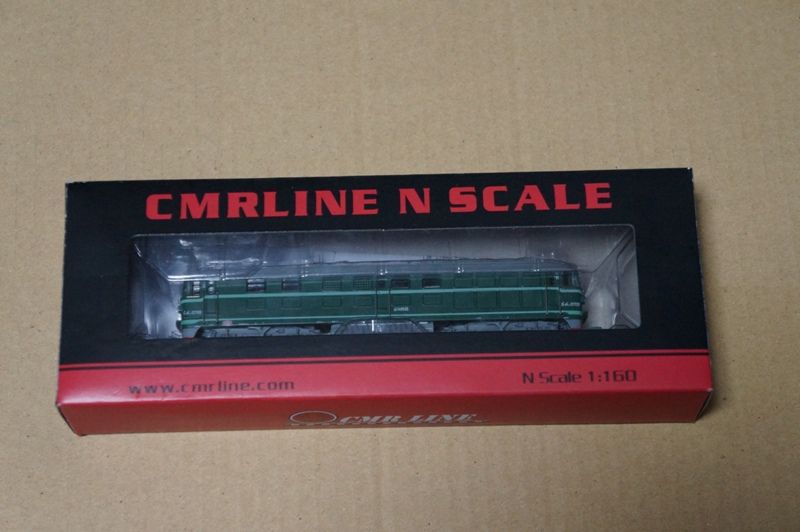 CMRLINE N SCALE
www.cmrline.com
N Scale 1:160
CMR LINE